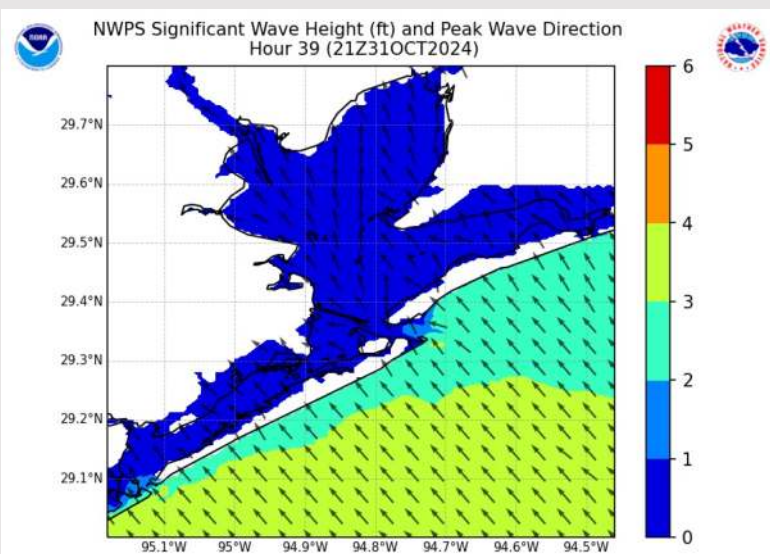 NWPS Significant Wave Height (ft) and Peak Wave Direction
Hour 39 (21Z31OCT2024)
NOAA
29.7°N
29.6°N
29.5°N
29.4°N
29.3°N
29.2°N
29.1°N
95.1°W 95°W 94.9°W 94.8°W 94.7°W 94.6°W 94.5°W
6
5
4
3
2
1
0